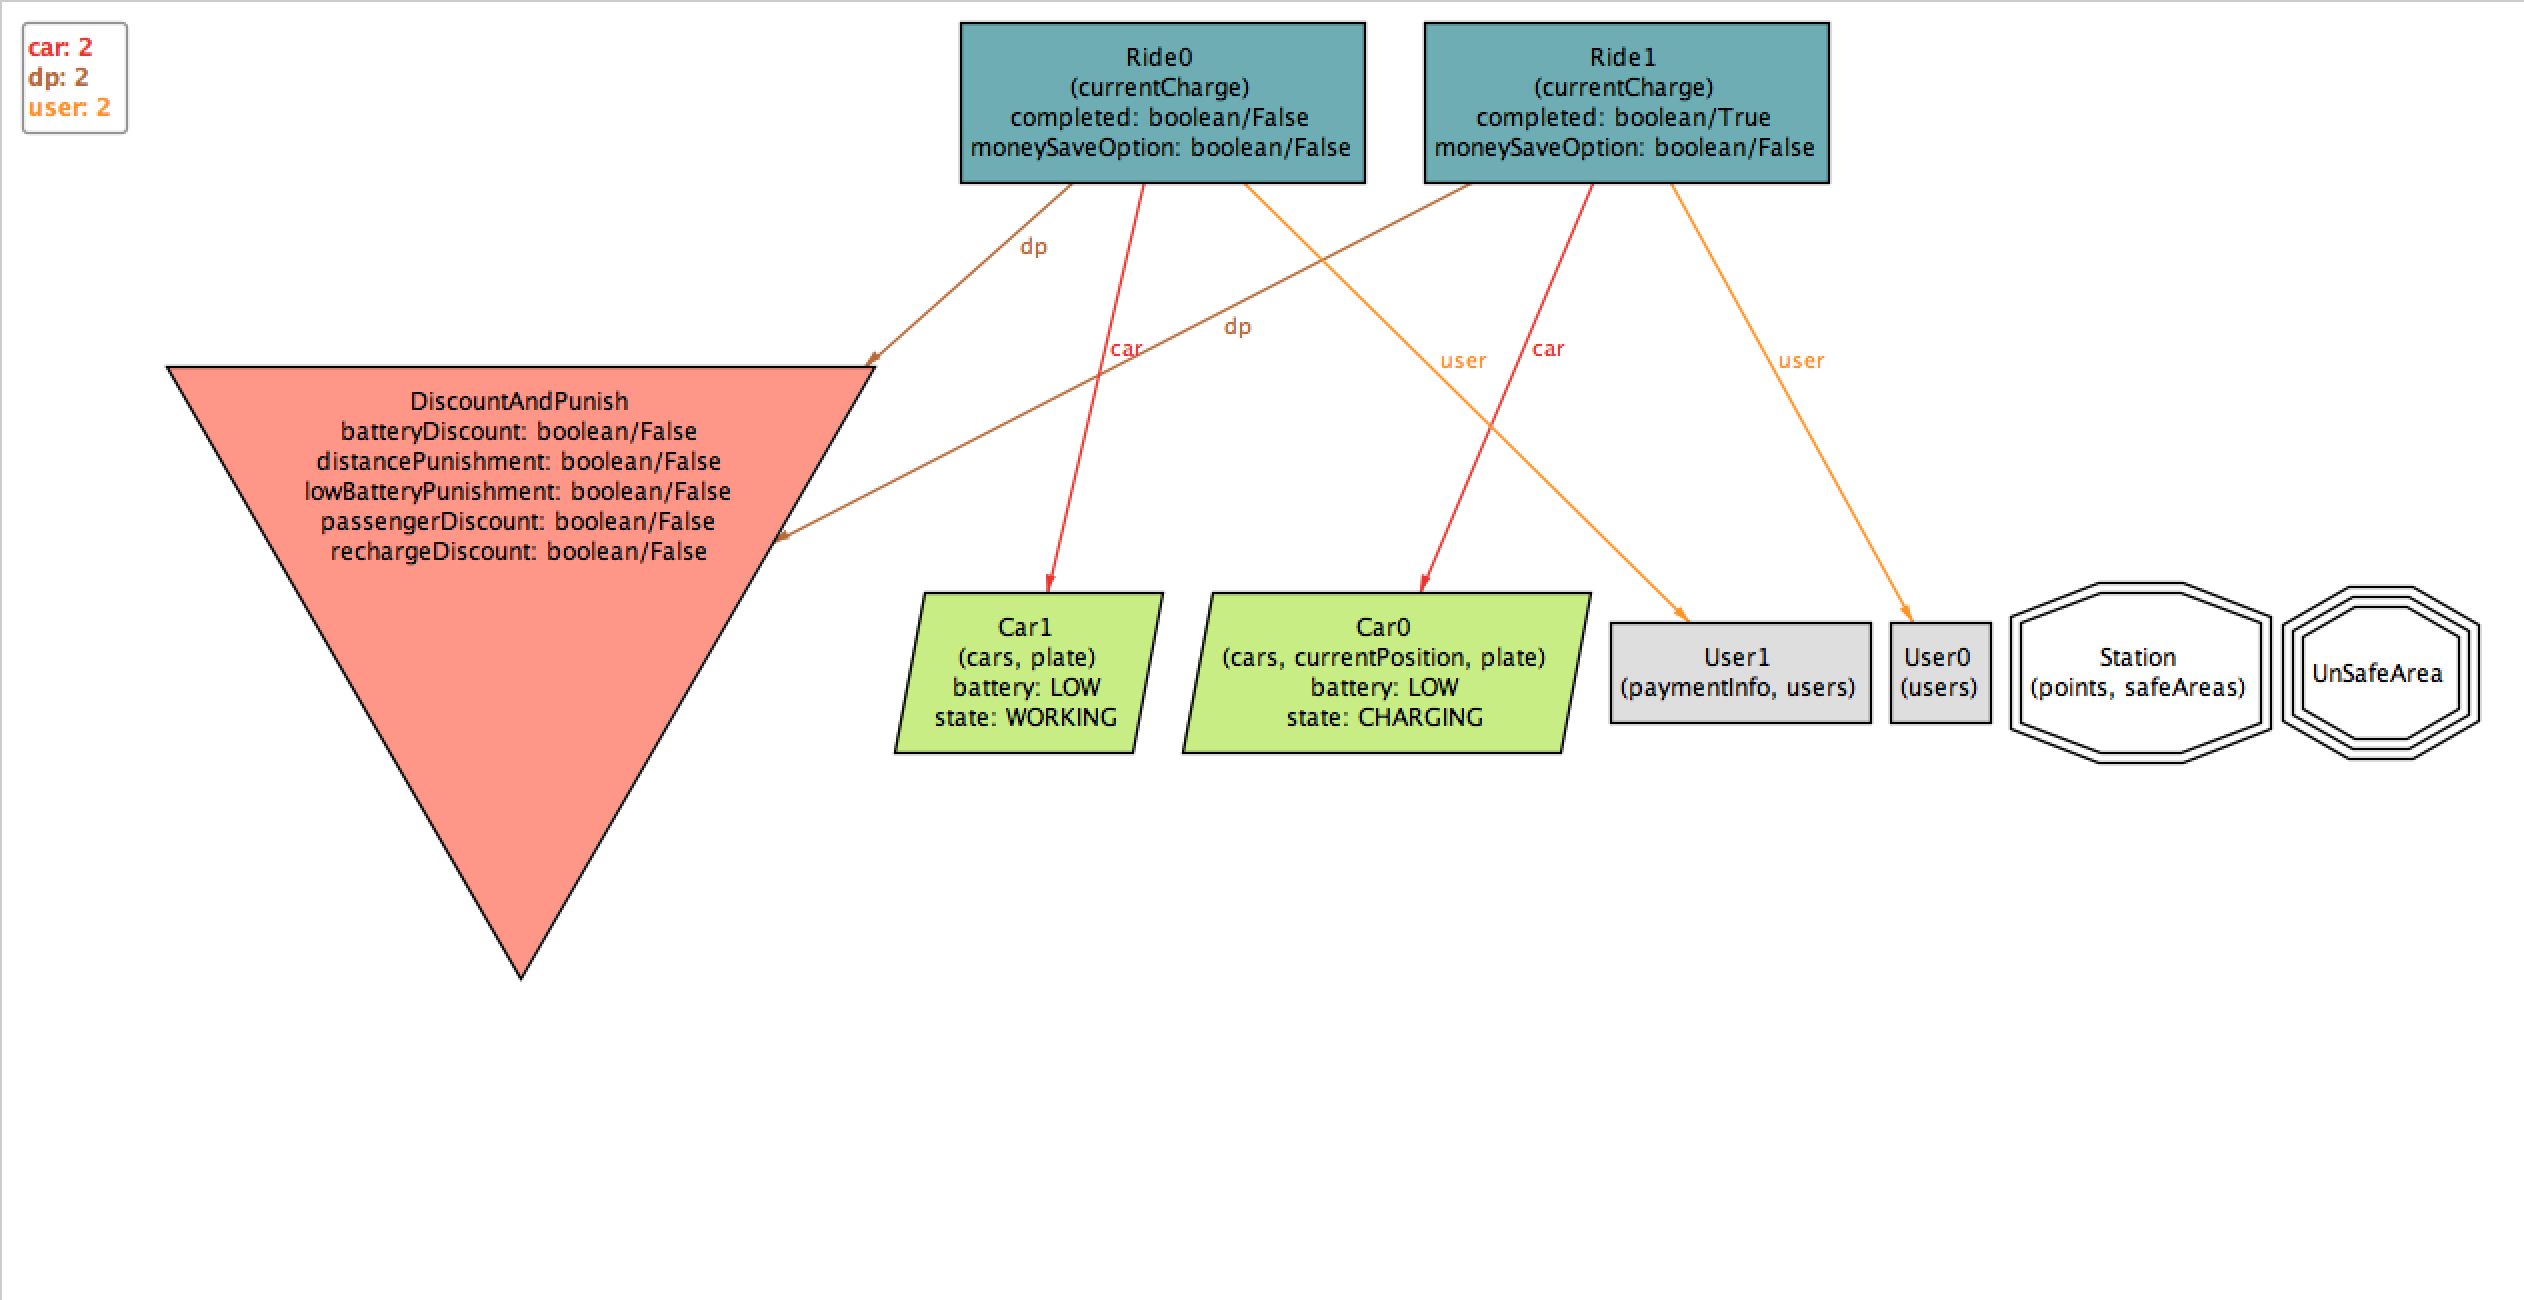 car: 2
dp: 2
user: 2
Ride0
(currentCharge)
completed: boolean/False
moneySaveOption: boolean/False
Ride1
(currentCharge)
completed: boolean/True
moneySaveOption: boolean/False
dp
dp
car
user
car
user
DiscountAndPunish
batteryDiscount: boolean/False
distancePunishment: boolean/False
lowBatteryPunishment: boolean/False
passengerDiscount: boolean/False
rechargeDiscount: boolean/False
Car1
(cars, plate)
battery: LOW
state: WORKING
Car0
(cars, currentPosition, plate)
battery: LOW
state: CHARGING
User1
(paymentInfo, users)
User0
(users)
Station
(points, safeAreas)
UnSafeArea